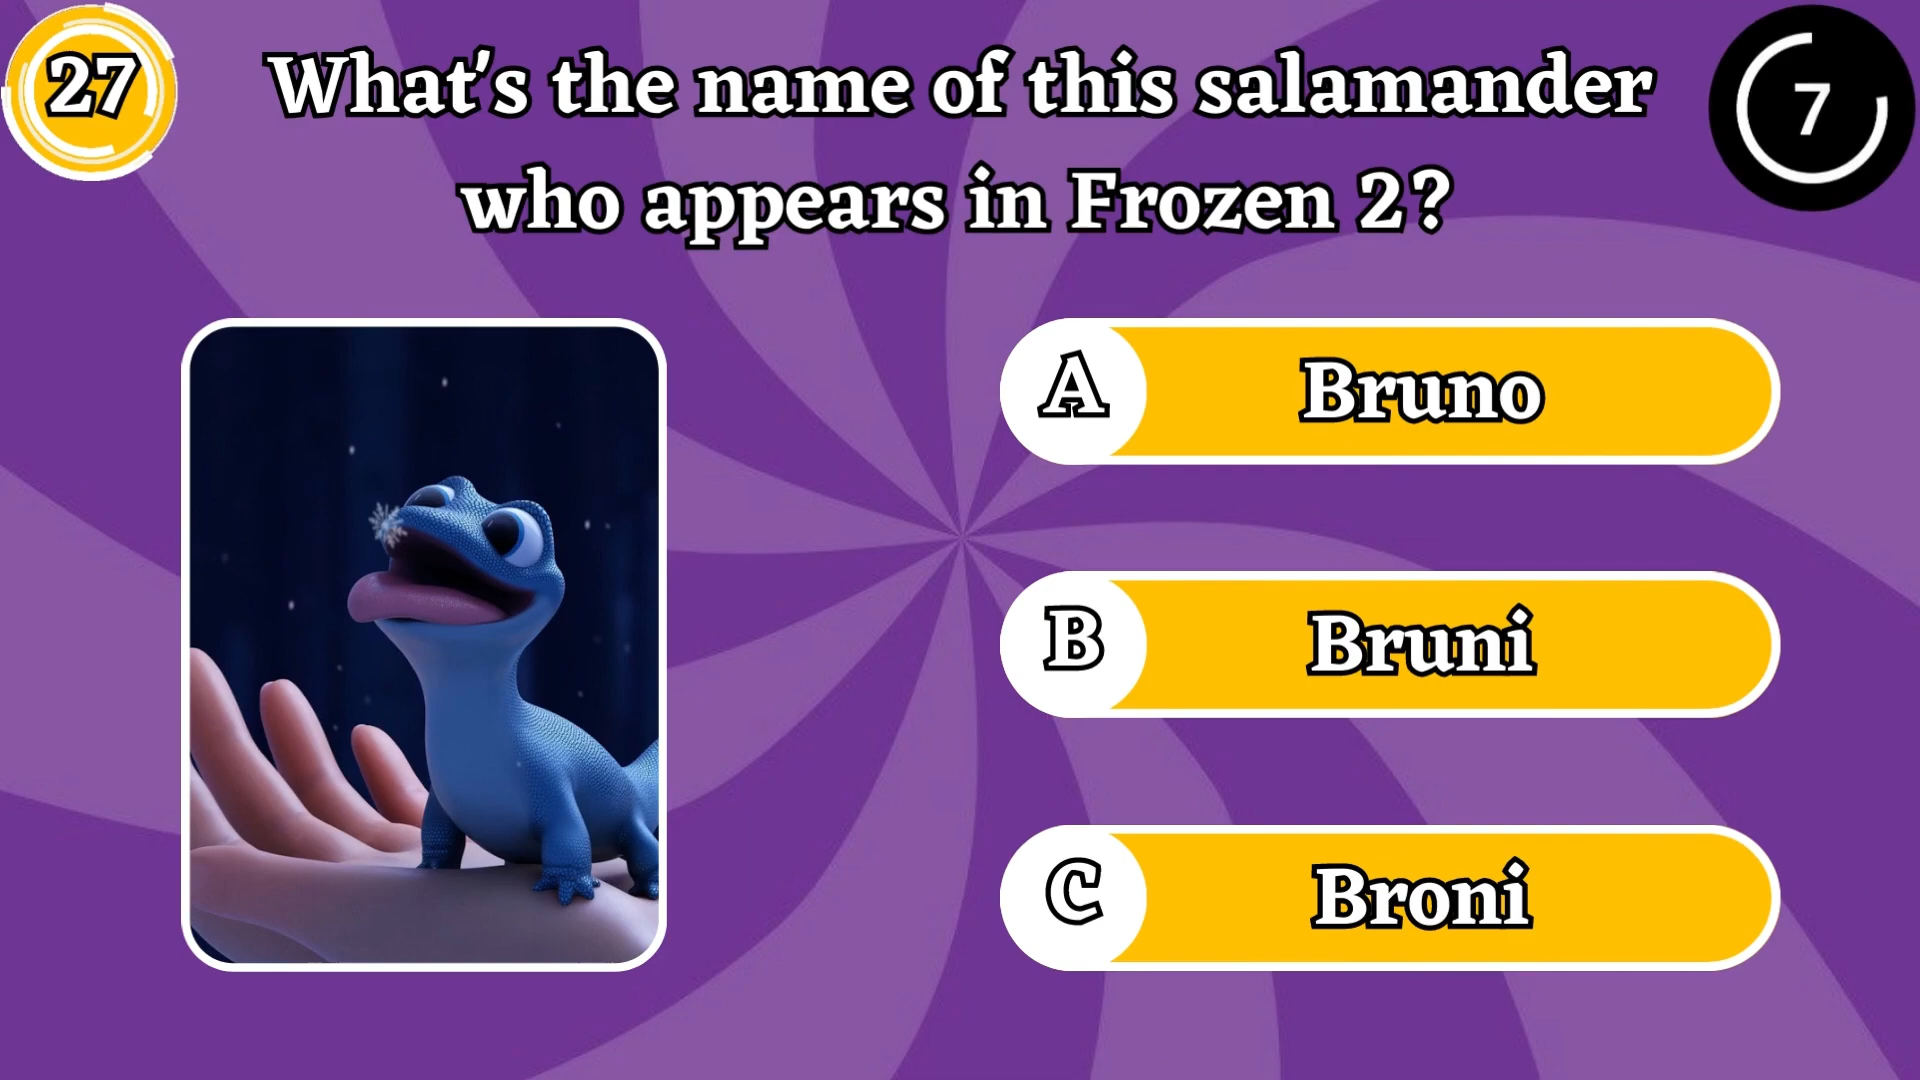 27
What's the name of this salamander
who appears in Frozen 2?
7
A Bruno
B Bruni
C Broni